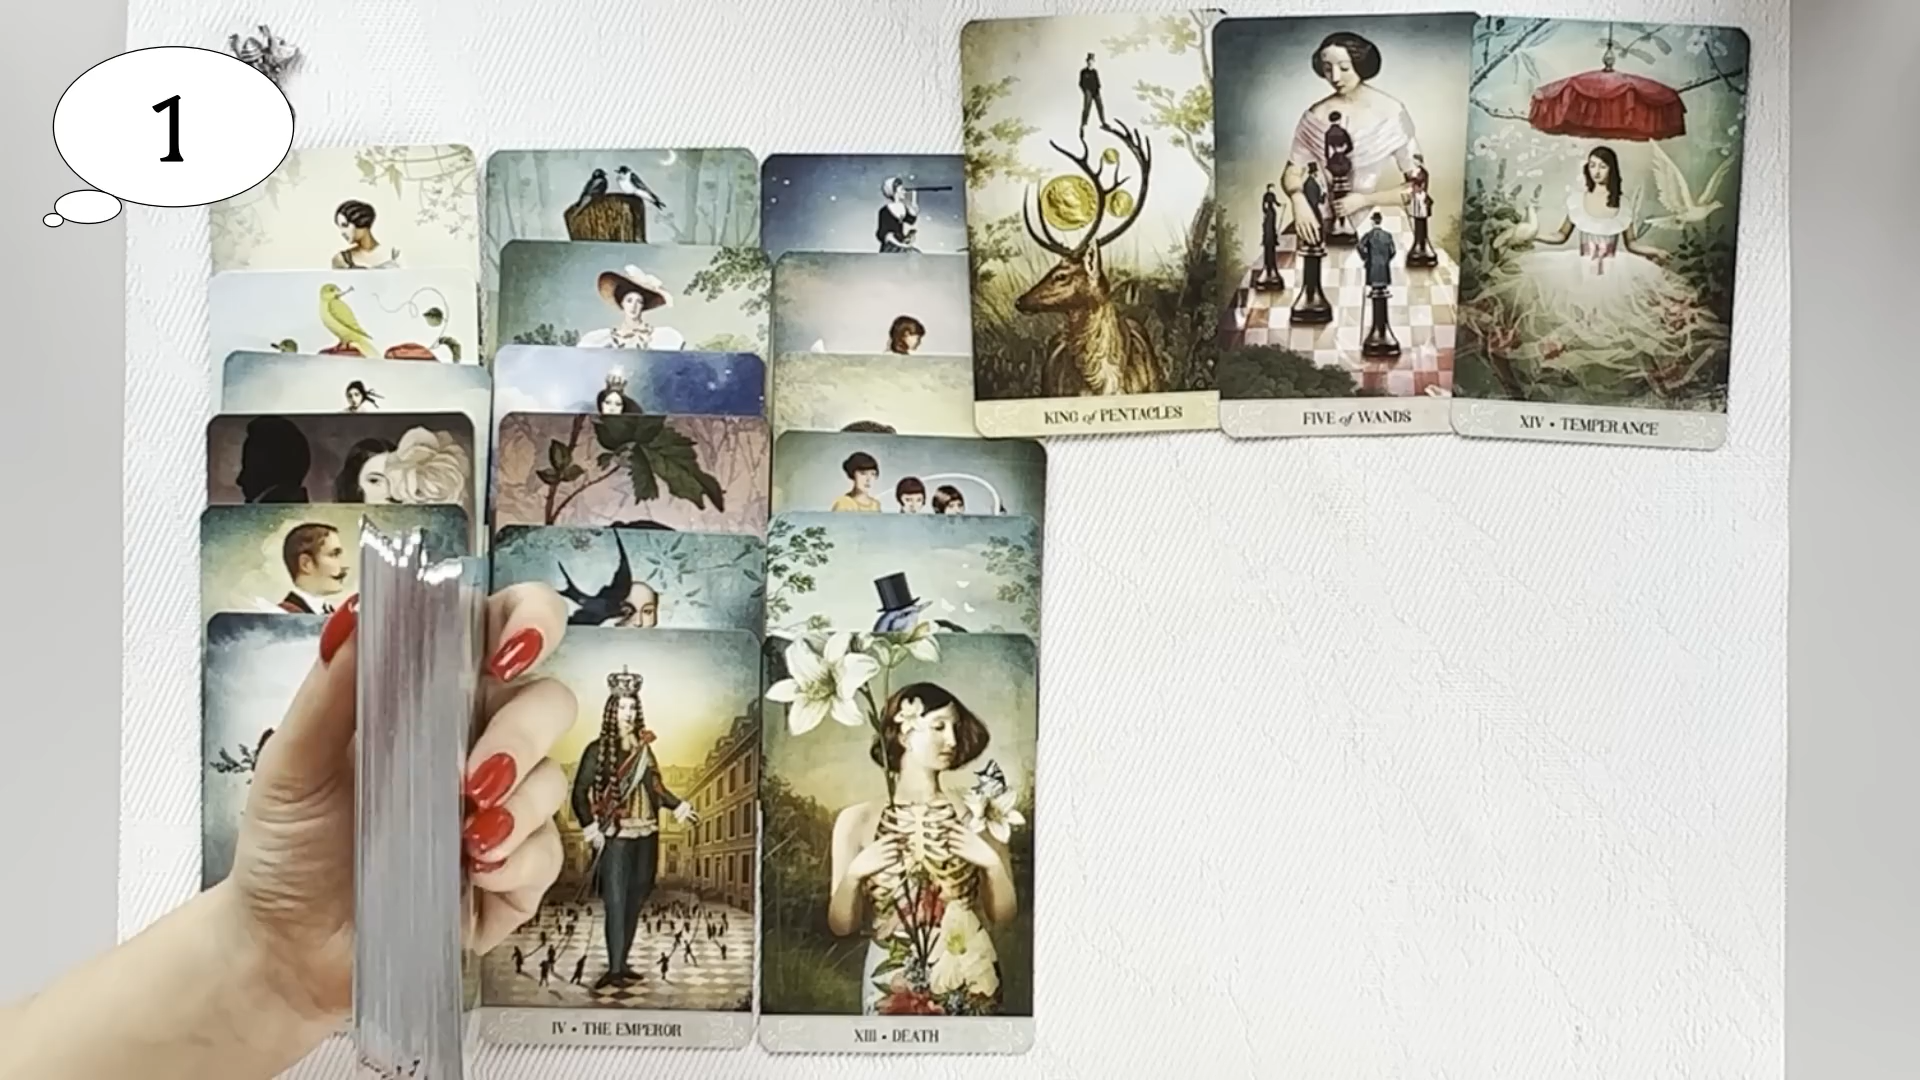 1
KING of PENTACLES
FIVE of WANDS
XIV • TEMPERANCE
IV • THE EMPEROR
XIII • DEATH